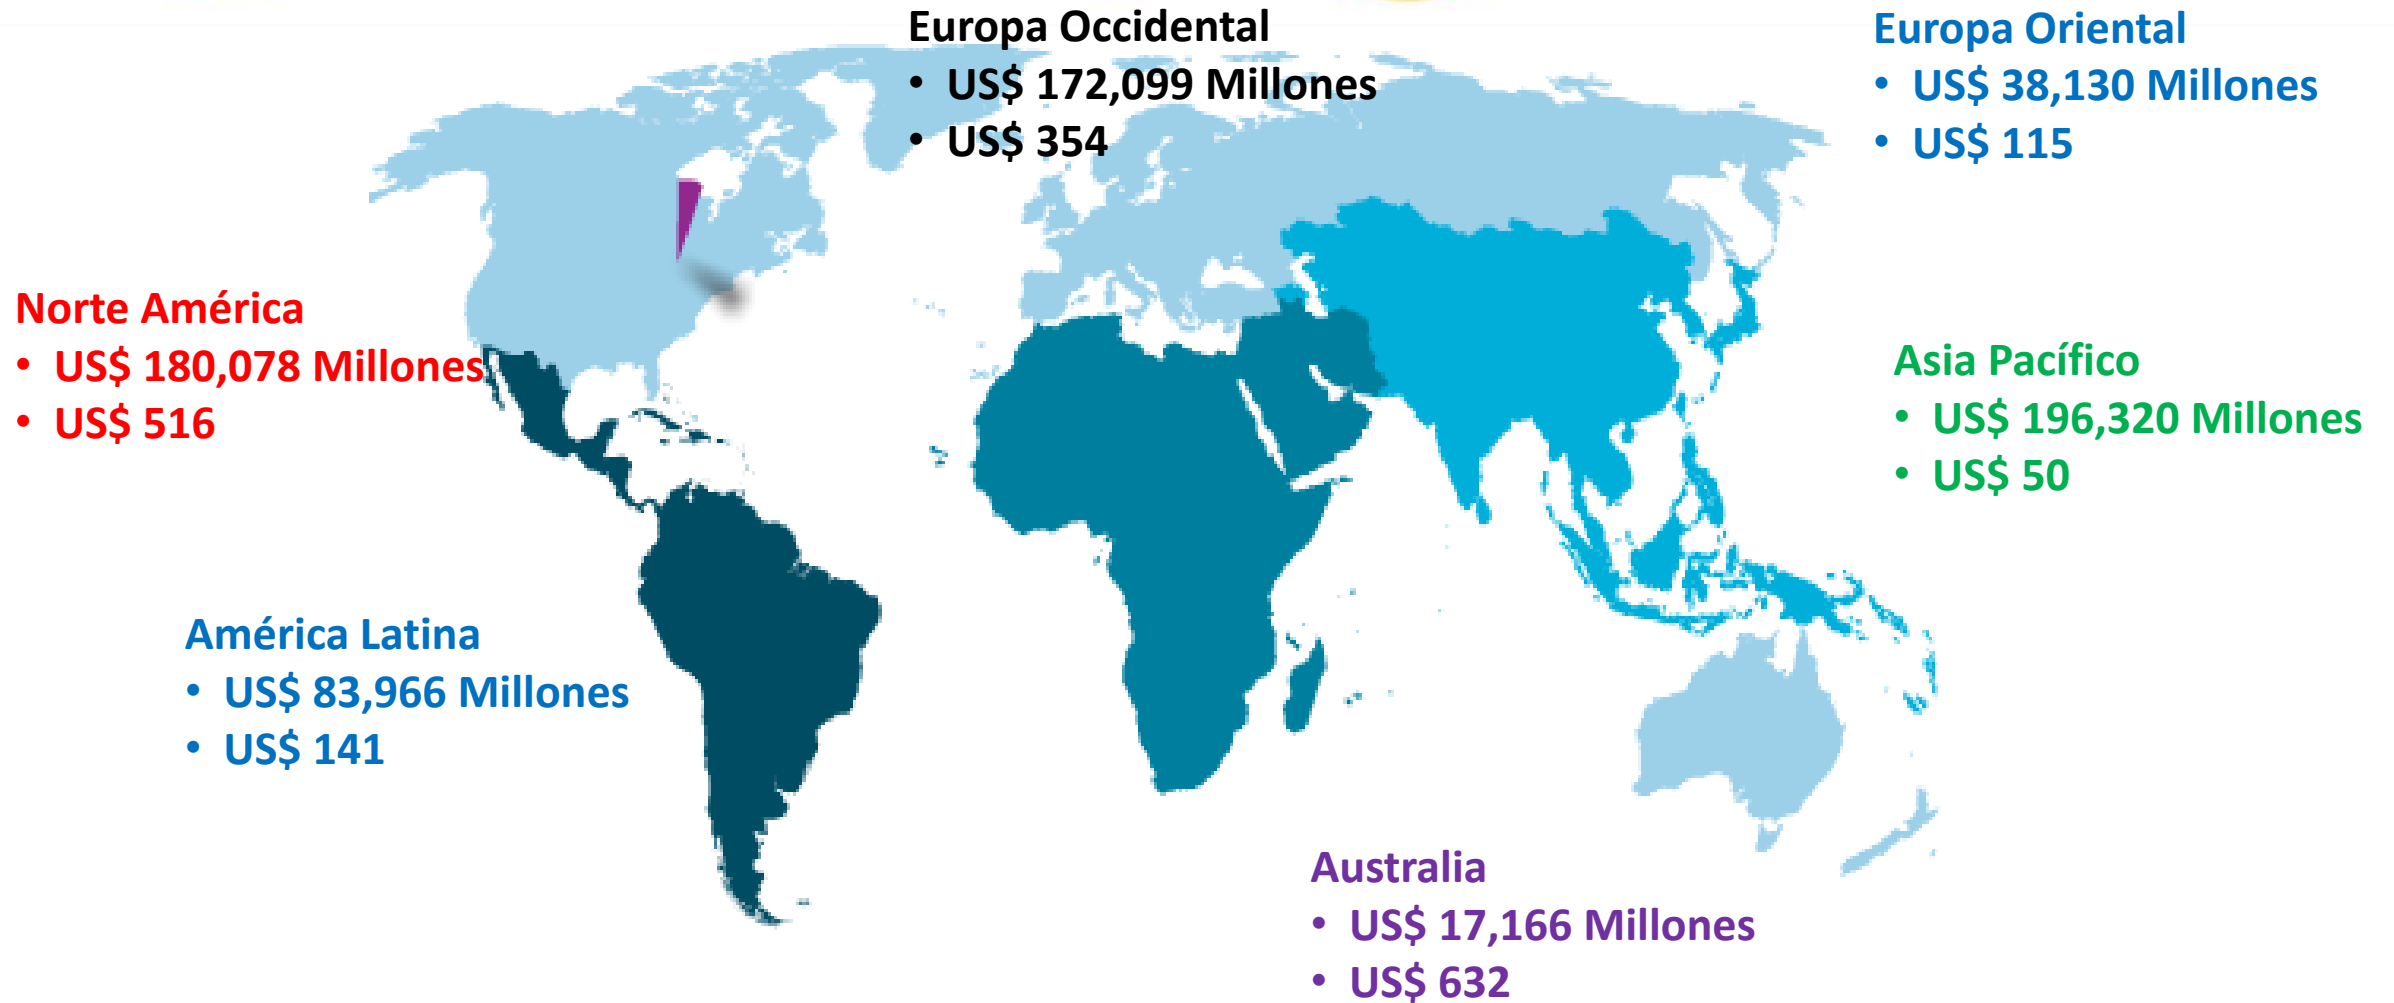 Europa Occidental
• US$ 172,099 Millones
• US$ 354
Europa Oriental
• US$ 38,130 Millones
• US$ 115
Norte América
• US$ 180,078 Millones
• US$ 516
Asia Pacífico
• US$ 196,320 Millones
• US$ 50
América Latina
• US$ 83,966 Millones
• US$ 141
Australia
• US$ 17,166 Millones
• US$ 632